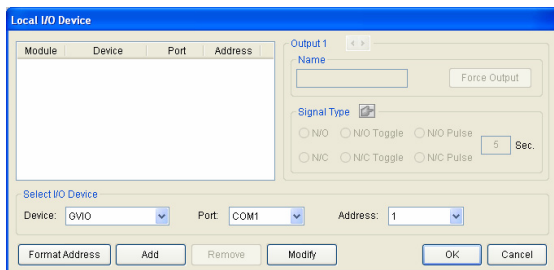 Local I/O Device
Module Device Port Address
Output 1
Name
Force Output
Signal Type
N/O N/O Toggle N/O Pulse
5 Sec.
N/C N/C Toggle N/C Pulse
Select I/O Device
Device: GVIO Port: COM1 Address: 1
Format Address Add Remove Modify OK Cancel